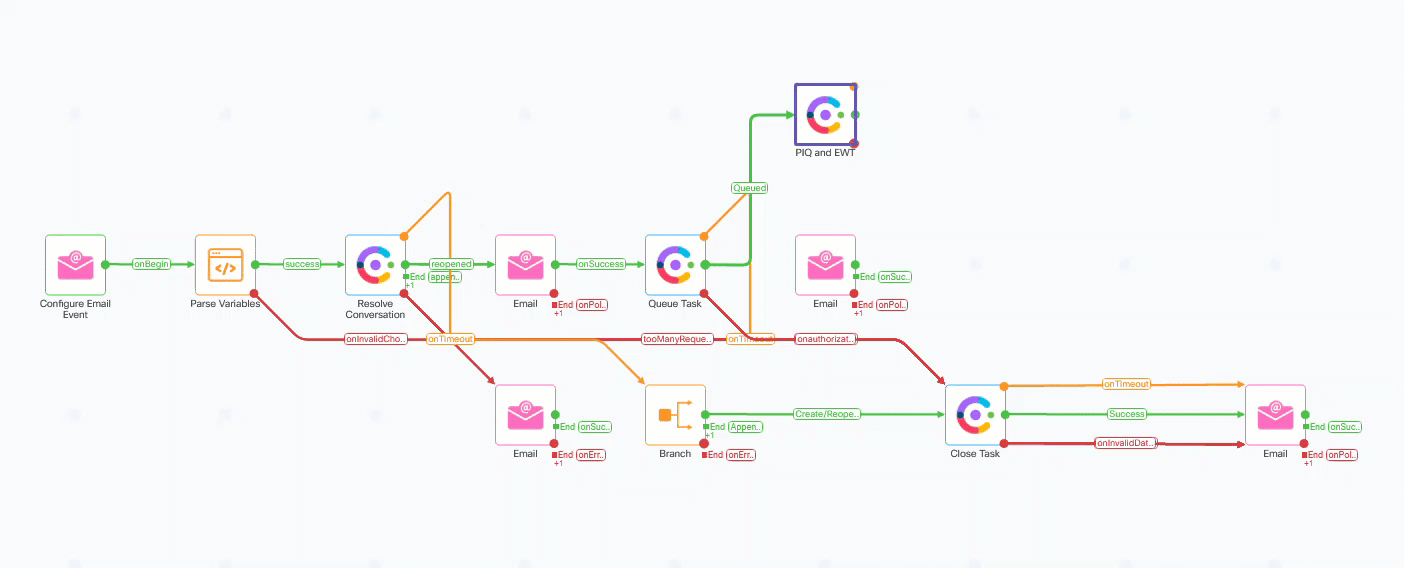 PIQ and EWT
Queued
onBegin
success
reopened
onSuccess
End appen..
+1
End onSuc..
Configure Email
Event
Parse Variables
Resolve
Conversation
Email
End onPol..
+1
Queue Task
Email
End onPol..
+1
onInvalidCho..
onTimeout
tooManyReque..
onTimeout
onauthorizat..
onTimeout
Create/Reope..
Success
End onSuc..
End Appen..
+1
End onSuc..
onInvalidDat..
Email
End onErr..
+1
Branch
End onErr..
Close Task
Email
End onPol..
+1